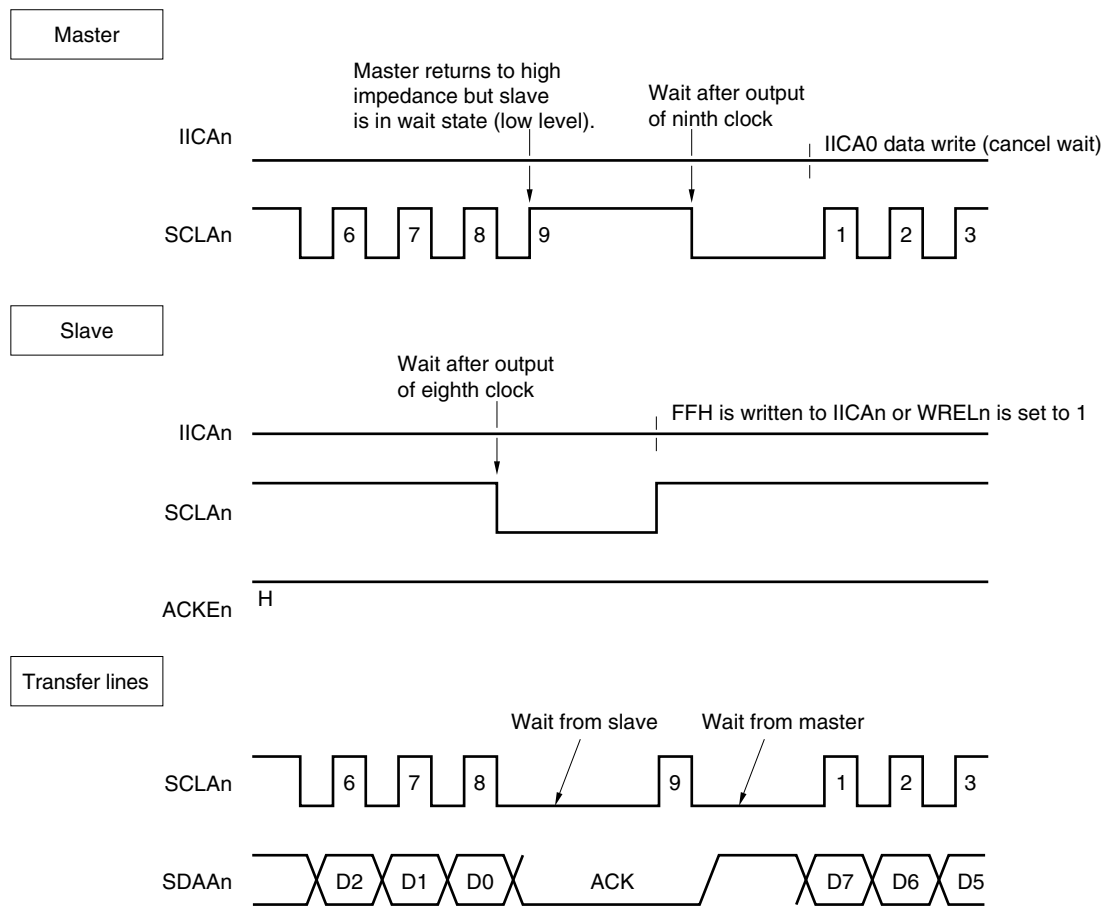 Master
Master returns to high
impedance but slave
is in wait state (low level).
Wait after output
of ninth clock
IICAn
IICA0 data write (cancel wait)
SCLAn
6 7 8 9 1 2 3
Slave
Wait after output
of eighth clock
IICAn
FFH is written to IICAn or WRELn is set to 1
SCLAn
ACKEn
H
Transfer lines
Wait from slave
Wait from master
SCLAn
6 7 8 9 1 2 3
SDAAn
D2 D1 D0 ACK D7 D6 D5